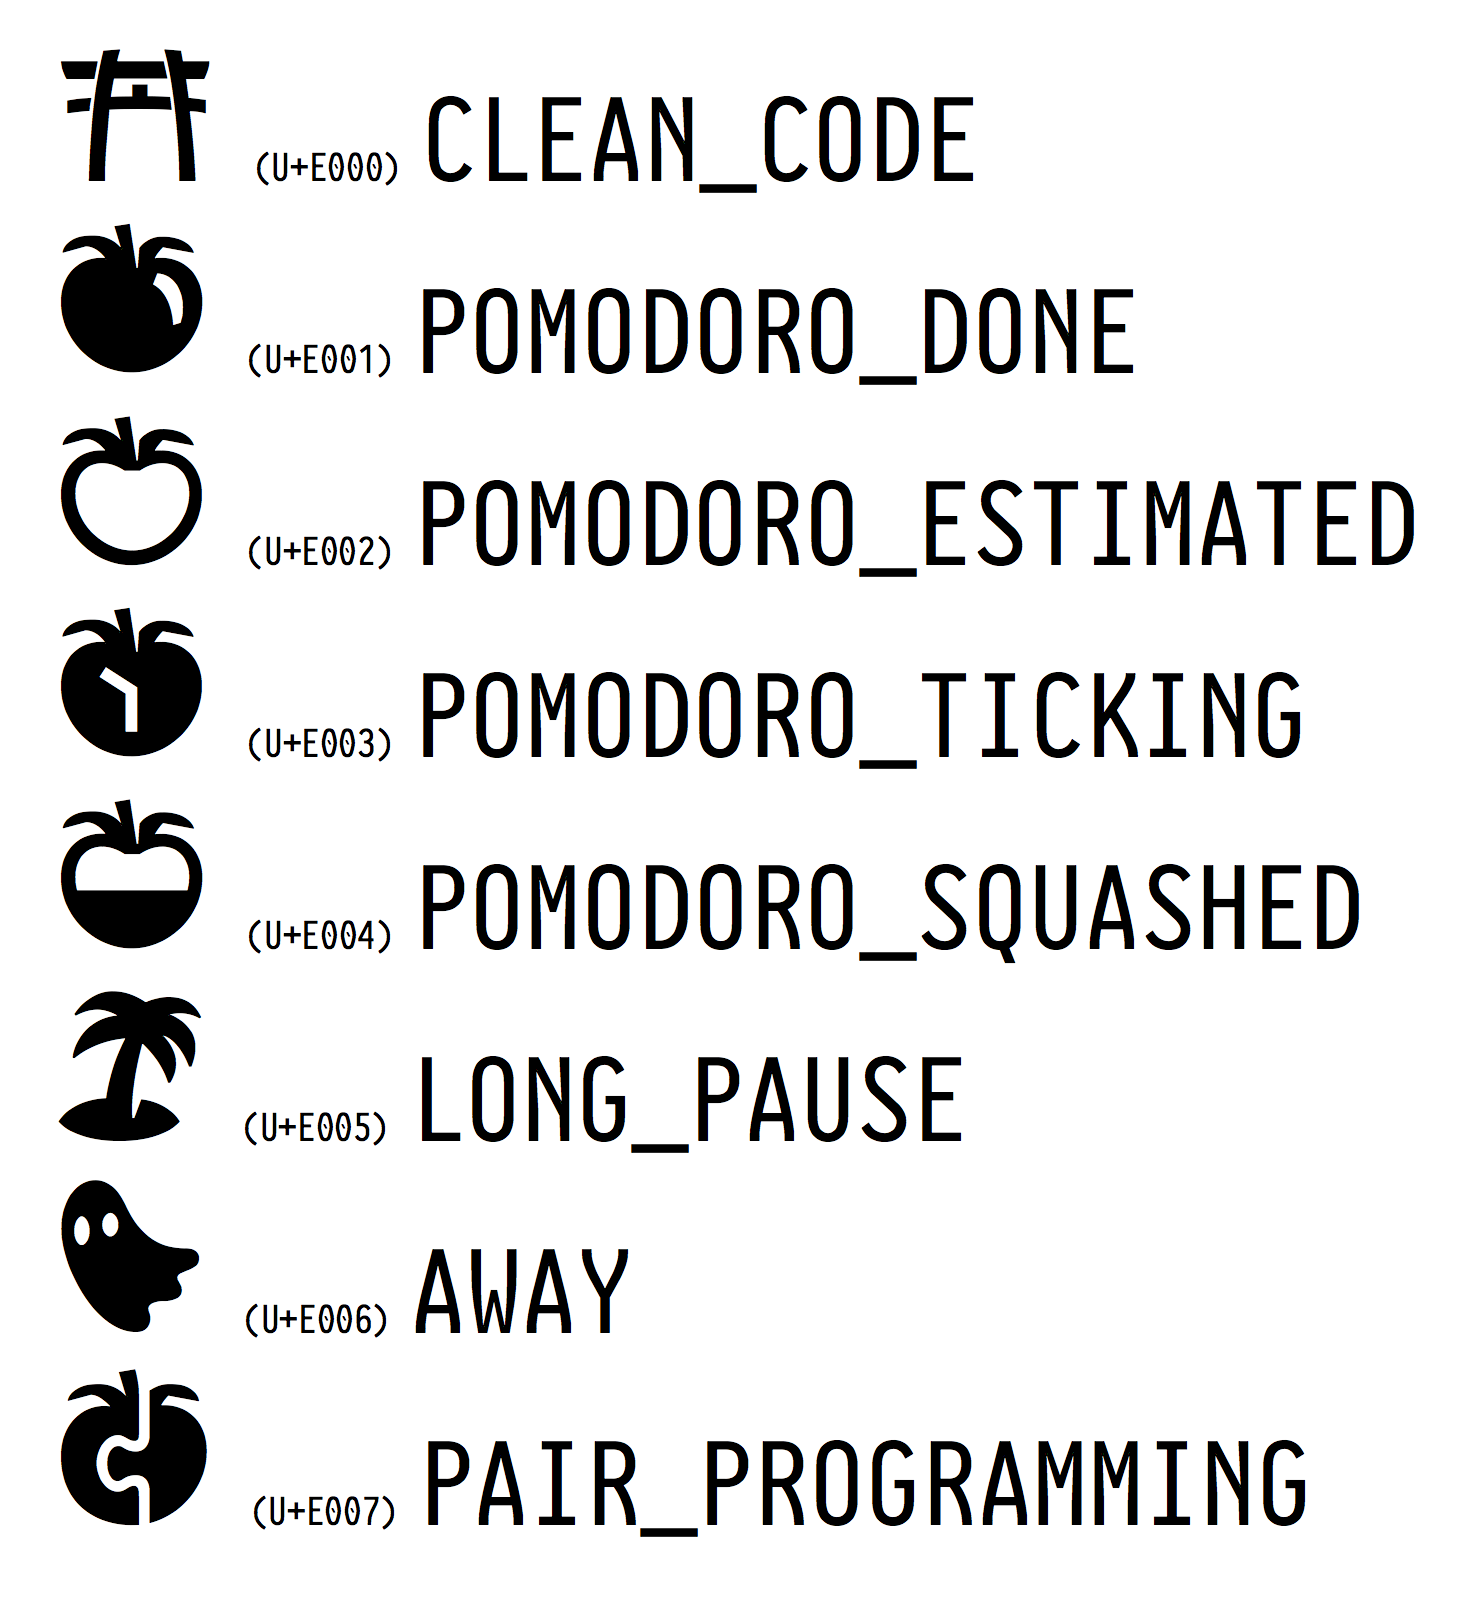 (U+E000) CLEAN_CODE
(U+E001) POMODORO_DONE
(U+E002) POMODORO_ESTIMATED
(U+E003) POMODORO_TICKING
(U+E004) POMODORO_SQUASHED
(U+E005) LONG_PAUSE
(U+E006) AWAY
(U+E007) PAIR_PROGRAMMING